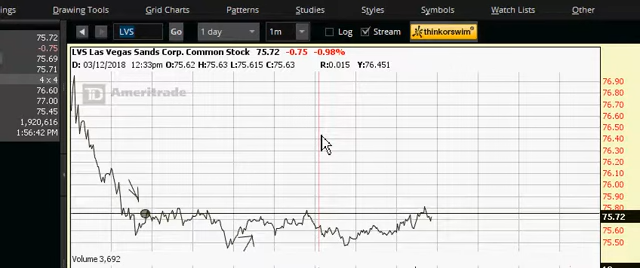 ings Drawing Tools Grid Charts Patterns Studies Styles Symbols Watch Lists Other
LVS Go 1 day 1m Log Stream thinkorswim
LVS Las Vegas Sands Corp. Common Stock 75.72 -0.75 -0.98%
D: 03/12/2018 12:33pm O:75.62 H:75.63 L:75.615 C:75.63 R:0.015 Y:76.451
75.72
-0.75
75.69
75.71
4 x 4
76.00
77.00
75.45
1,920,616
1:56:42 PM
TD Ameritrade
76.90
76.80
76.70
76.60
76.50
76.40
76.30
76.20
76.10
76.00
75.90
75.80
75.72
75.60
75.50
Volume 3,692